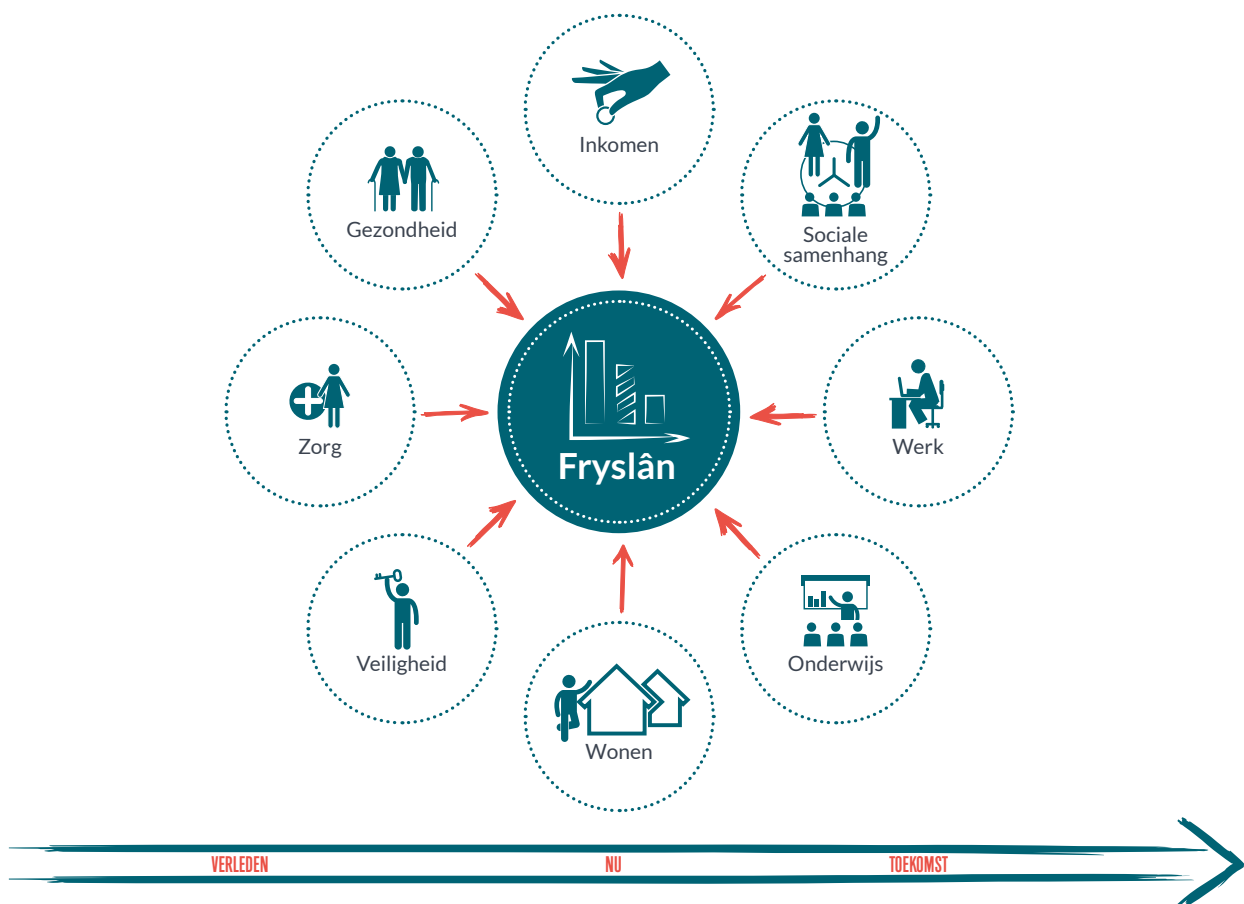 Inkomen
Sociale
samenhang
Gezondheid
Zorg
Fryslân
Werk
Veiligheid
Onderwijs
Wonen
VERLEDEN
NU
TOEKOMST